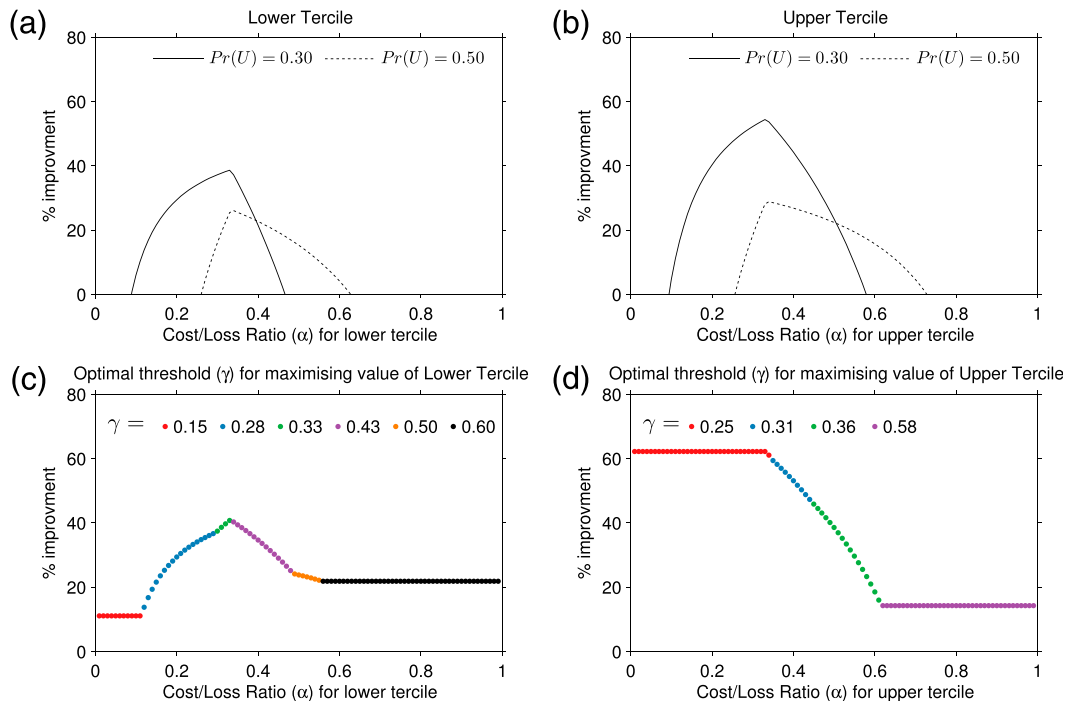 (a)
Lower Tercile
80
60
40
20
0
% improvment
Pr(U) = 0.30
Pr(U) = 0.50
0 0.2 0.4 0.6 0.8 1
Cost/Loss Ratio (α) for lower tercile
(b)
Upper Tercile
80
60
40
20
0
% improvment
Pr(U) = 0.30
Pr(U) = 0.50
0 0.2 0.4 0.6 0.8 1
Cost/Loss Ratio (α) for upper tercile
(c)
Optimal threshold (γ) for maximising value of Lower Tercile
80
60
40
20
0
% improvment
γ = 0.15 0.28 0.33 0.43 0.50 0.60
0 0.2 0.4 0.6 0.8 1
Cost/Loss Ratio (α) for lower tercile
(d)
Optimal threshold (γ) for maximising value of Upper Tercile
80
60
40
20
0
% improvment
γ = 0.25 0.31 0.36 0.58
0 0.2 0.4 0.6 0.8 1
Cost/Loss Ratio (α) for upper tercile